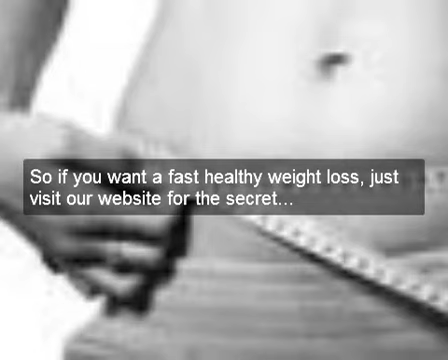 So if you want a fast healthy weight loss, just
visit our website for the secret...